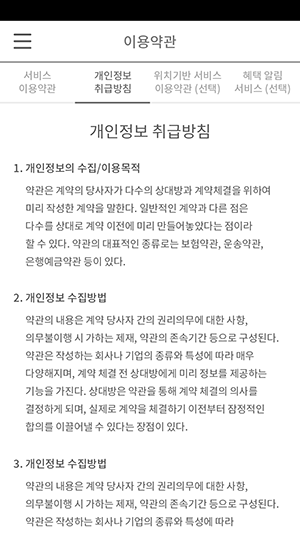 이용약관
서비스
이용약관
개인정보
취급방침
위치기반 서비스
이용약관 (선택)
혜택 알림
서비스 (선택)
개인정보 취급방침
1. 개인정보의 수집/이용목적
약관은 계약의 당사자가 다수의 상대방과 계약체결을 위하여
미리 작성한 계약을 말한다. 일반적인 계약과 다른 점은
다수를 상대로 계약 이전에 미리 만들어놓았다는 점이라
할 수 있다. 약관의 대표적인 종류로는 보험약관, 운송약관,
은행예금약관 등이 있다.
2. 개인정보 수집방법
약관의 내용은 계약 당사자 간의 권리의무에 대한 사항,
의무불이행 시 가하는 제재, 약관의 존속기간 등으로 구성된다.
약관은 작성하는 회사나 기업의 종류와 특성에 따라 매우
다양해지며, 계약 체결 전 상대방에게 미리 정보를 제공하는
기능을 가진다. 상대방은 약관을 통해 계약 체결의 의사를
결정하게 되며, 실제로 계약을 체결하기 이전부터 잠정적인
합의를 이끌어낼 수 있다는 장점이 있다.
3. 개인정보 수집방법
약관의 내용은 계약 당사자 간의 권리의무에 대한 사항,
의무불이행 시 가하는 제재, 약관의 존속기간 등으로 구성된다.
약관은 작성하는 회사나 기업의 종류와 특성에 따라